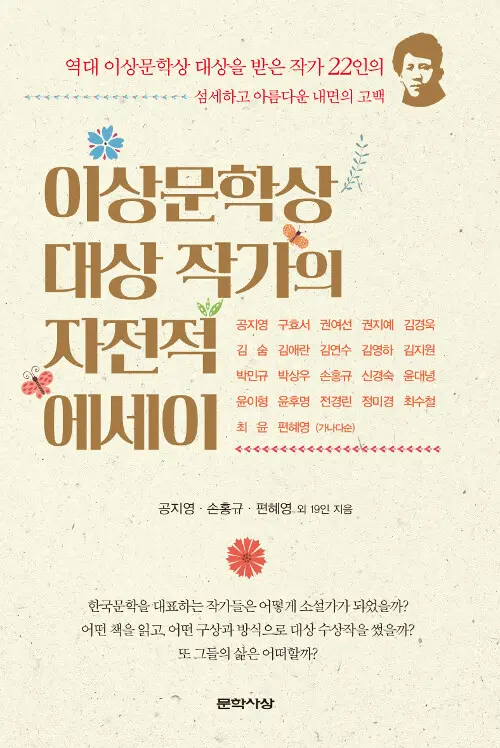 역대 이상문학상 대상을 받은 작가 22인의
섬세하고 아름다운 내면의 고백
이상문학상
대상 작가의
자전적
에세이
공지영 구효서 권여선 권지예 김경욱
김 숨 김애란 김연수 김영하 김지원
박민규 박상우 손홍규 신경숙 윤대녕
윤이형 윤후명 전경린 정미경 최수철
최 윤 편혜영 (가나다순)
공지영 · 손홍규 · 편혜영 외 19인 지음
한국문학을 대표하는 작가들은 어떻게 소설가가 되었을까?
어떤 책을 읽고, 어떤 구상과 방식으로 대상 수상작을 썼을까?
또 그들의 삶은 어떠할까?
문학사상